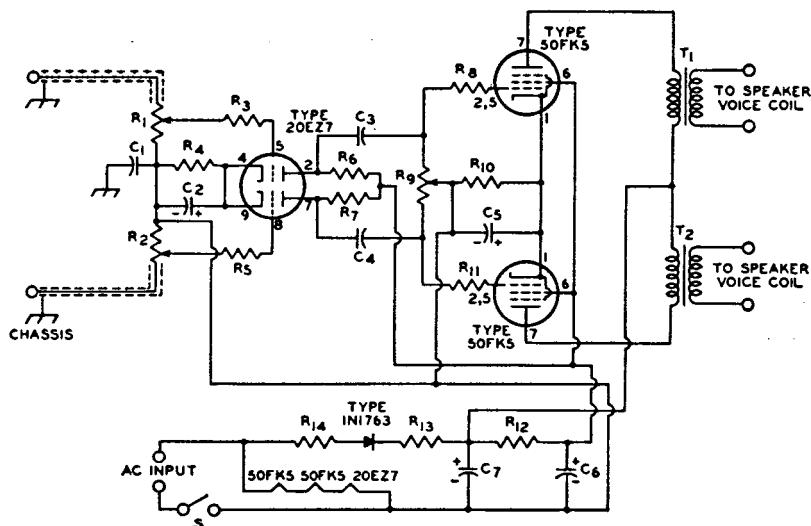 TYPE
50FK5
7
T1
R8
6
2,5
1
TO SPEAKER
VOICE COIL
R3
TYPE
20EZ7
C3
R1
5
C1
R4
4
2
R6
R9
R10
C2
- +
9
7
R7
C5
- +
R2
8
R5
C4
T2
1
R11
6
2,5
TO SPEAKER
VOICE COIL
TYPE
50FK5
7
CHASSIS
TYPE
1N1763
R14
R13
R12
AC INPUT
50FK5 50FK5 20EZ7
+
-
C7
+
-
C6
S